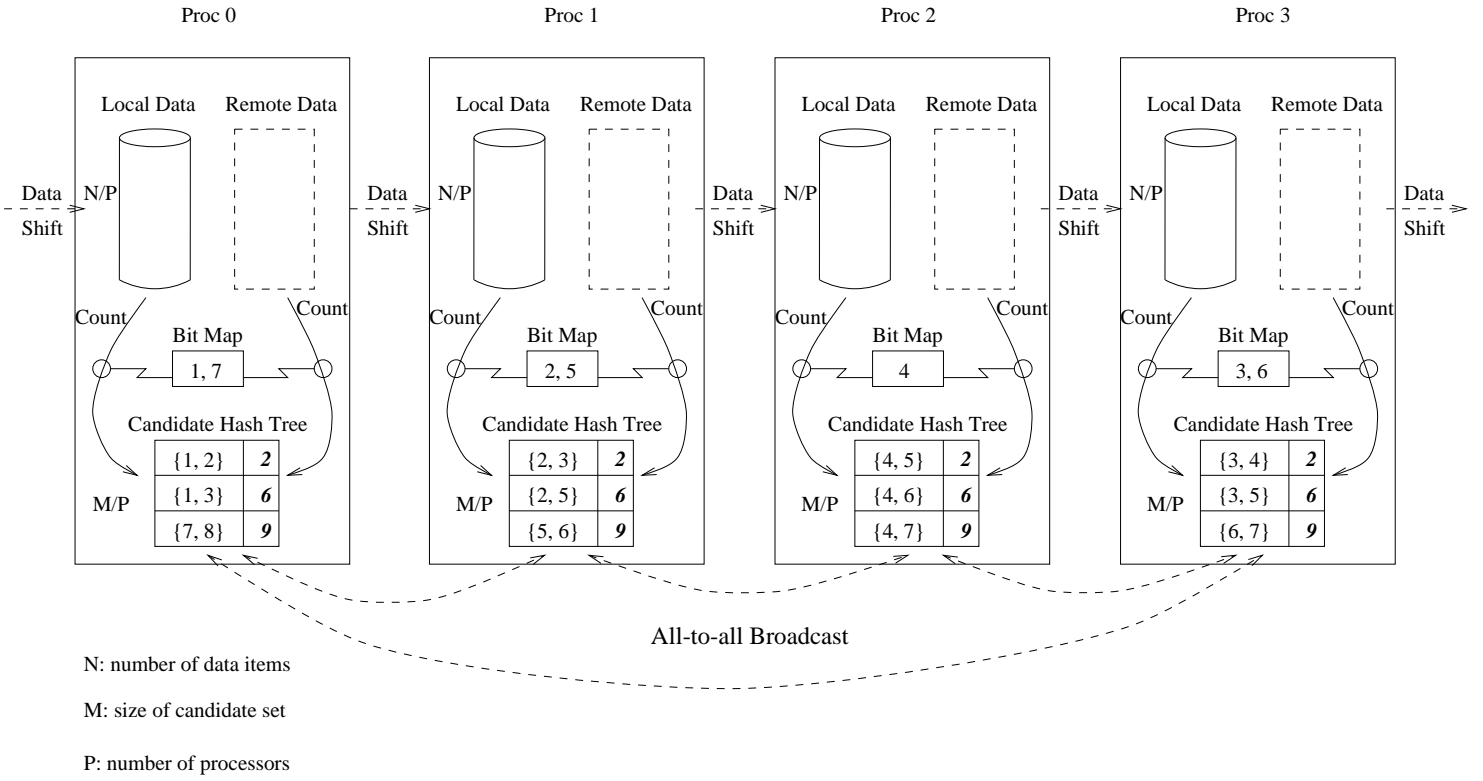 Proc 0
Proc 1
Proc 2
Proc 3
Local Data Remote Data
Local Data Remote Data
Local Data Remote Data
Local Data Remote Data
Data
Shift
N/P
Data
Shift
N/P
Data
Shift
N/P
Data
Shift
N/P
Data
Shift
Count
Count
Bit Map
1, 7
Count
Count
Bit Map
2, 5
Count
Count
Bit Map
4
Count
Count
Bit Map
3, 6
Candidate Hash Tree
M/P
{1, 2} 2
{1, 3} 6
{7, 8} 9
Candidate Hash Tree
M/P
{2, 3} 2
{2, 5} 6
{5, 6} 9
Candidate Hash Tree
M/P
{4, 5} 2
{4, 6} 6
{4, 7} 9
Candidate Hash Tree
M/P
{3, 4} 2
{3, 5} 6
{6, 7} 9
All-to-all Broadcast
N: number of data items
M: size of candidate set
P: number of processors